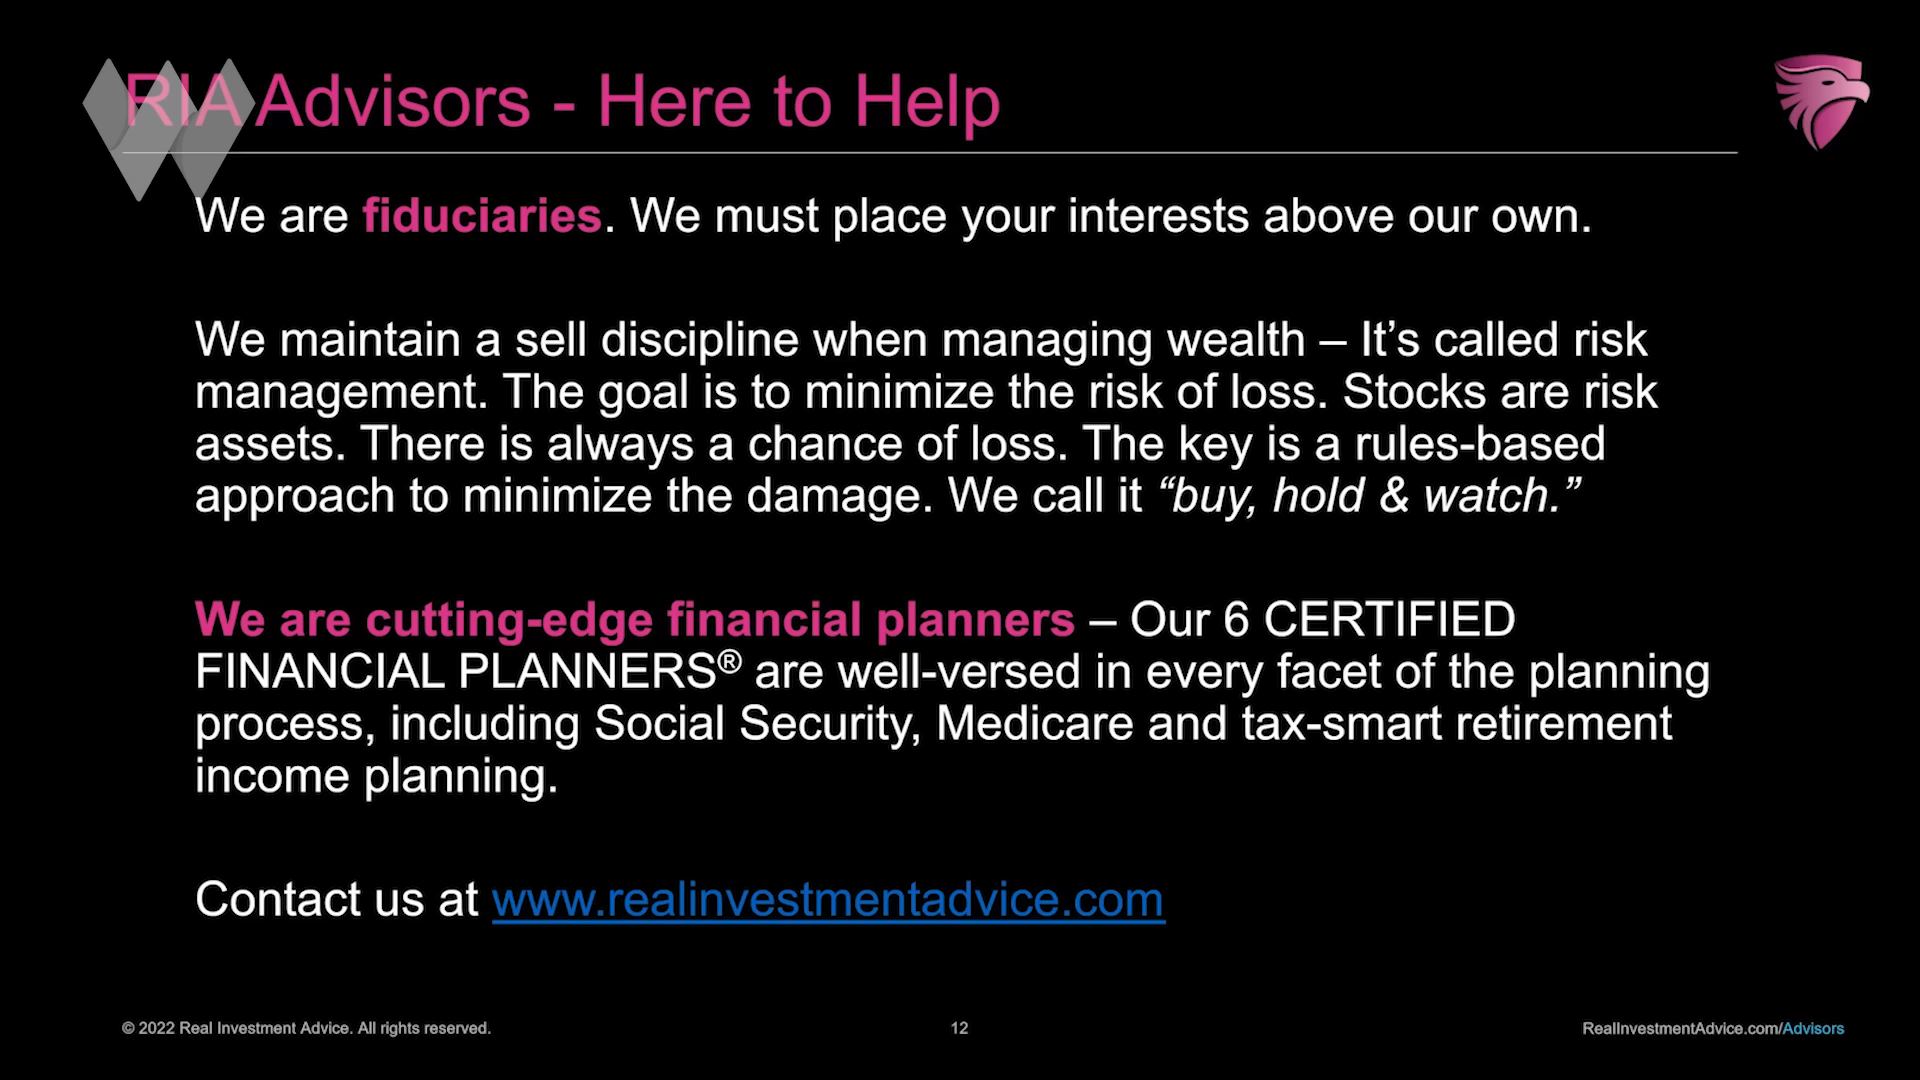 RIA Advisors - Here to Help
We are fiduciaries. We must place your interests above our own.
We maintain a sell discipline when managing wealth – It’s called risk
management. The goal is to minimize the risk of loss. Stocks are risk
assets. There is always a chance of loss. The key is a rules-based
approach to minimize the damage. We call it “buy, hold & watch.”
We are cutting-edge financial planners – Our 6 CERTIFIED
FINANCIAL PLANNERS® are well-versed in every facet of the planning
process, including Social Security, Medicare and tax-smart retirement
income planning.
Contact us at www.realinvestmentadvice.com
© 2022 Real Investment Advice. All rights reserved.
12
RealInvestmentAdvice.com/Advisors